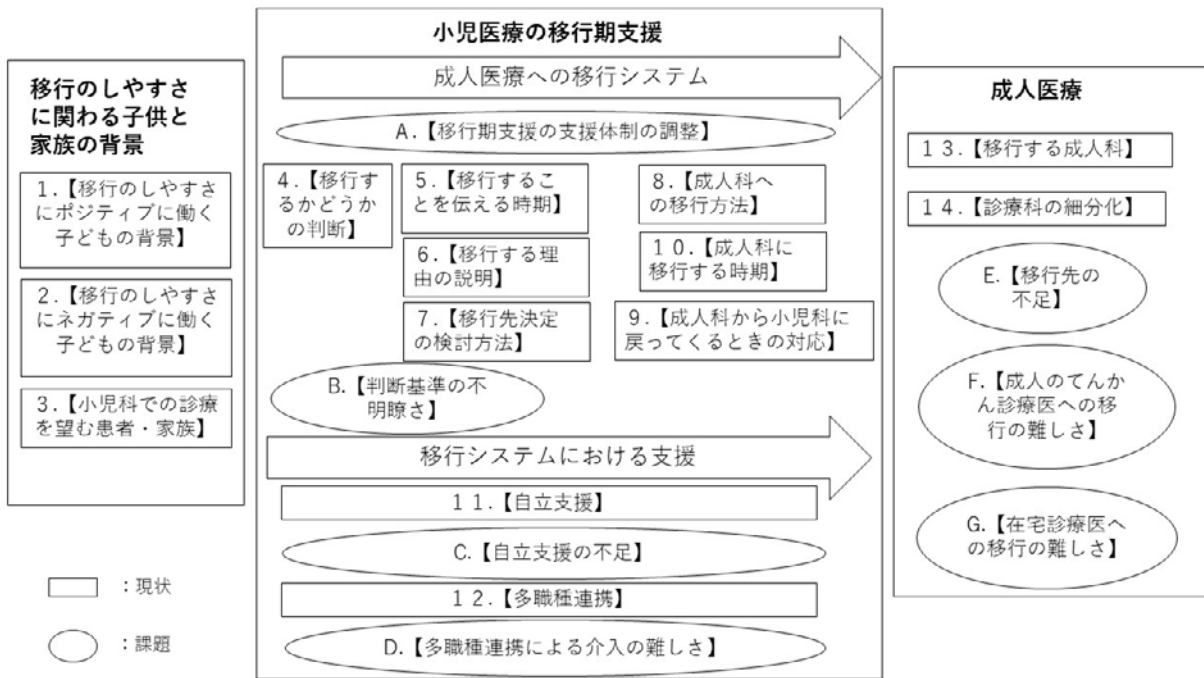 移行のしやすさ
に関わる子供と
家族の背景
１.【移行のしやすさ
にポジティブに働く
子どもの背景】
２.【移行のしやすさ
にネガティブに働く
子どもの背景】
３.【小児科での診療
を望む患者・家族】
：現状
：課題
小児医療の移行期支援
成人医療への移行システム
A.【移行期支援の支援体制の調整】
４.【移行す
るかどうか
の判断】
５.【移行するこ
とを伝える時期】
６.【移行する理
由の説明】
７.【移行先決定
の検討方法】
８.【成人科へ
の移行方法】
１０.【成人科に
移行する時期】
９.【成人科から小児科に
戻ってくるときの対応】
B.【判断基準の不
明瞭さ】
移行システムにおける支援
１１.【自立支援】
C.【自立支援の不足】
１２.【多職種連携】
D.【多職種連携による介入の難しさ】
成人医療
１３.【移行する成人科】
１４.【診療科の細分化】
E.【移行先の
不足】
F.【成人のてんか
ん診療医への移
行の難しさ】
G.【在宅診療医へ
の移行の難しさ】